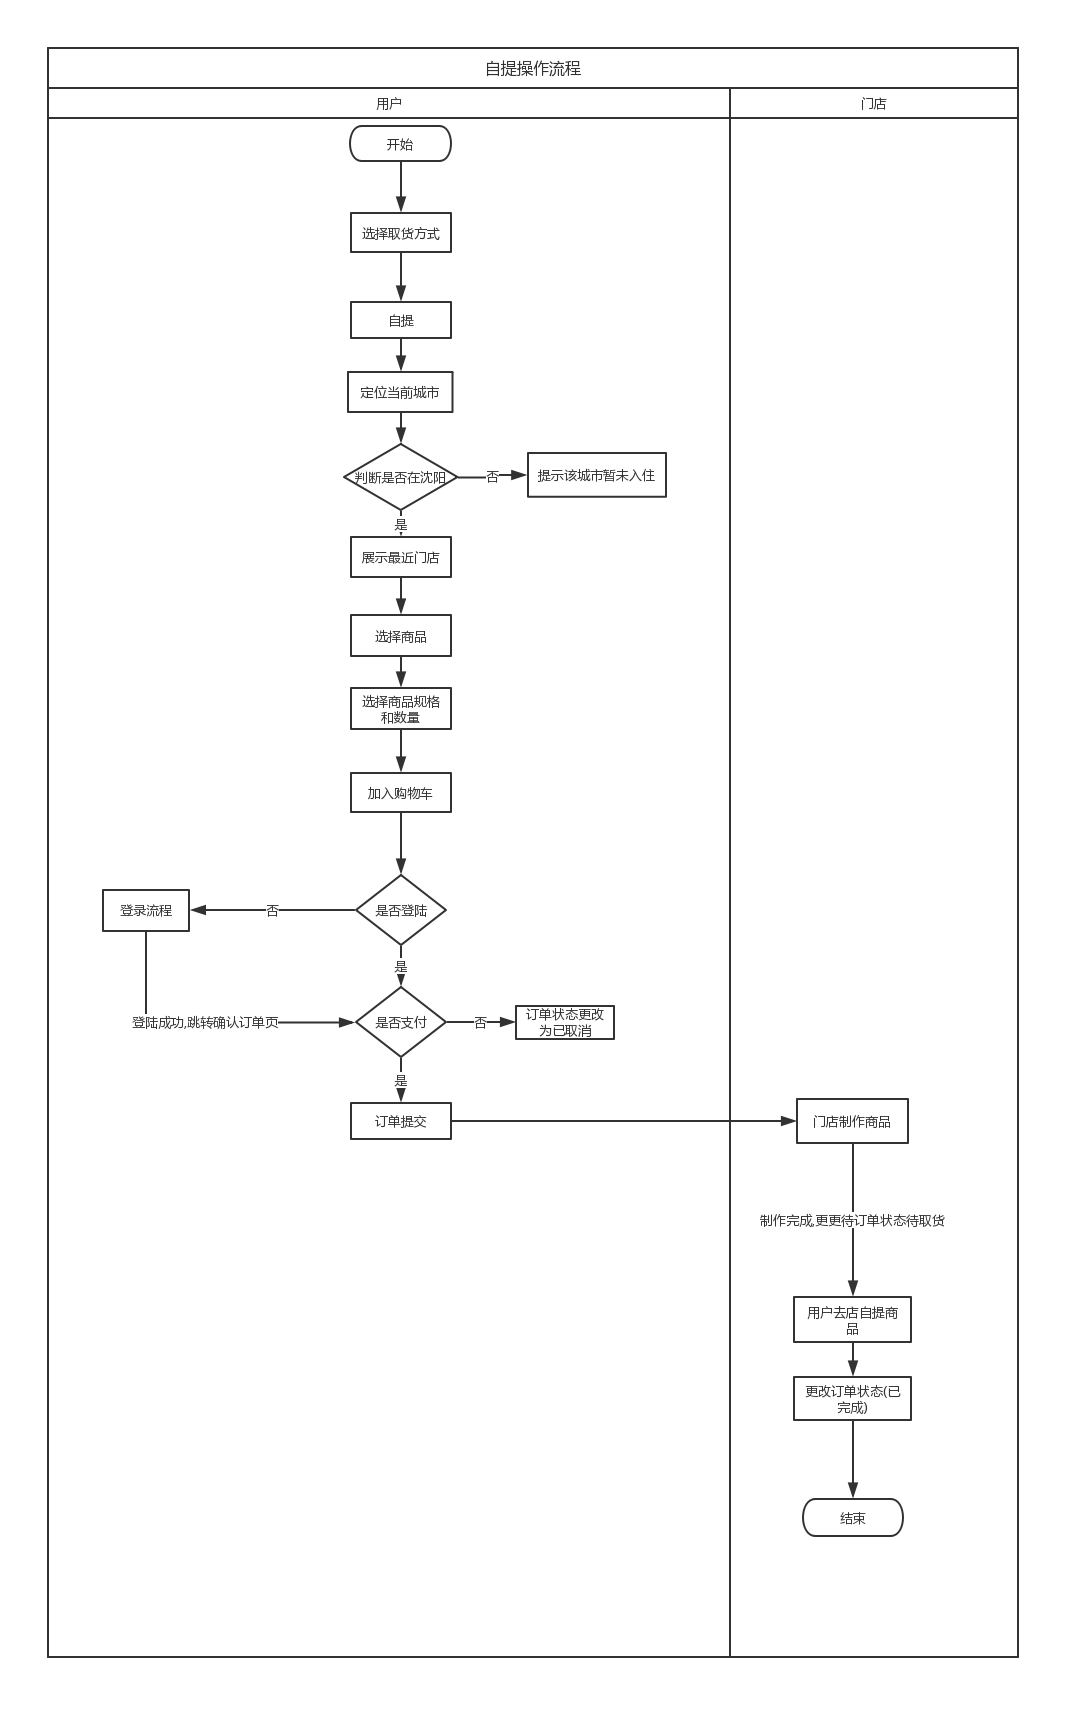 自提操作流程
用户
门店
开始
选择取货方式
自提
定位当前城市
判断是否在沈阳
否
提示该城市暂未入住
是
展示最近门店
选择商品
选择商品规格
和数量
加入购物车
登录流程
否
是否登陆
是
登陆成功,跳转确认订单页
是否支付
否
订单状态更改
为已取消
是
订单提交
门店制作商品
制作完成,更更待订单状态待取货
用户去店自提商
品
更改订单状态(已
完成)
结束